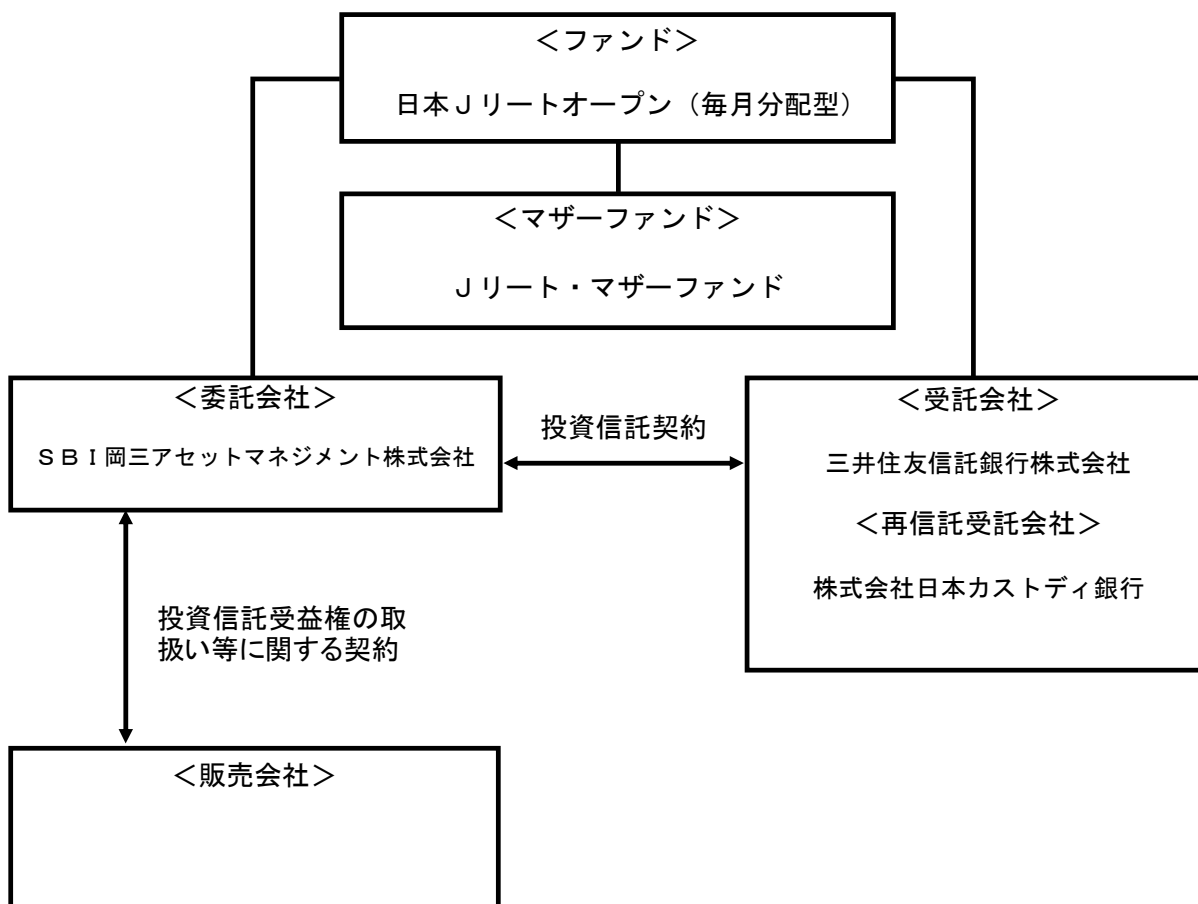 ＜ファンド＞
日本Ｊリートオープン（毎月分配型）
＜マザーファンド＞
Ｊリート・マザーファンド
＜委託会社＞
ＳＢＩ岡三アセットマネジメント株式会社
投資信託契約
＜受託会社＞
三井住友信託銀行株式会社
＜再信託受託会社＞
株式会社日本カストディ銀行
投資信託受益権の取
扱い等に関する契約
＜販売会社＞